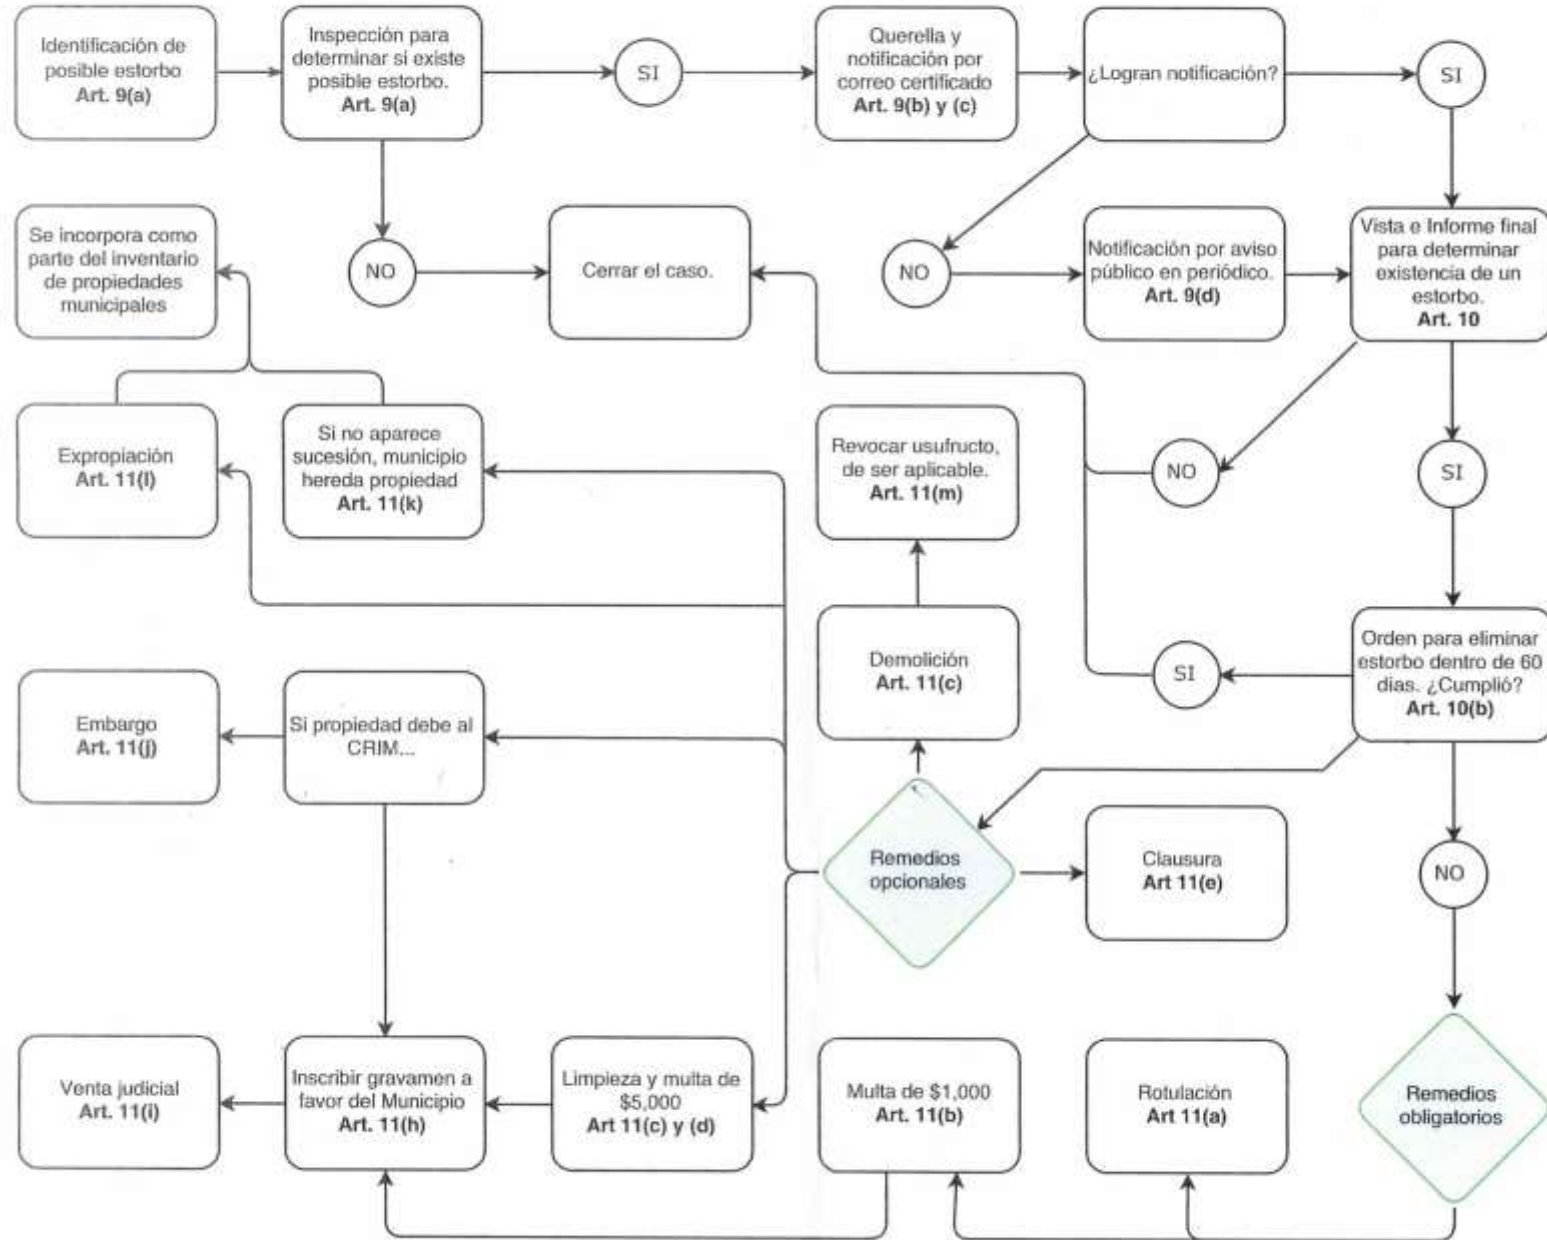 Identificación de
posible estorbo
Art. 9(a)
Inspección para
determinar si existe
posible estorbo.
Art. 9(a)
SI
Querella y
notificación por
correo certificado
Art. 9(b) y (c)
¿Logran notificación?
SI
Se incorpora como
parte del inventario
de propiedades
municipales
NO
Cerrar el caso.
NO
Notificación por aviso
público en periódico.
Art. 9(d)
Vista e Informe final
para determinar
existencia de un
estorbo.
Art. 10
Expropiación
Art. 11(l)
Si no aparece
sucesión, municipio
hereda propiedad
Art. 11(k)
Revocar usufructo,
de ser aplicable.
Art. 11(m)
NO
SI
Demolición
Art. 11(c)
SI
Orden para eliminar
estorbo dentro de 60
días. ¿Cumplió?
Art. 10(b)
Embargo
Art. 11(j)
Si propiedad debe al
CRIM...
Remedios
opcionales
Clausura
Art 11(e)
NO
Venta judicial
Art. 11(i)
Inscribir gravamen a
favor del Municipio
Art. 11(h)
Limpieza y multa de
$5,000
Art 11(c) y (d)
Multa de $1,000
Art. 11(b)
Rotulación
Art 11(a)
Remedios
obligatorios